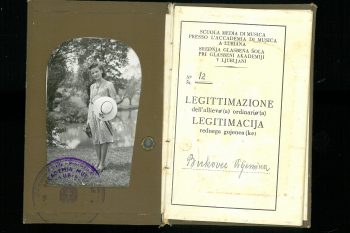 SCUOLA MEDIA DI MUSICA
PRESSO L'ACCADEMIA DI MUSICA
A LUBIANA
SREDNJA GLASBENA ŠOLA
PRI GLASBENI AKADEMIJI
V LJUBLJANI
N°
Št. 12
LEGITTIMAZIONE
dell'allievo(a) ordinario(a)
LEGITIMACIJA
rednega gojenca(ke)